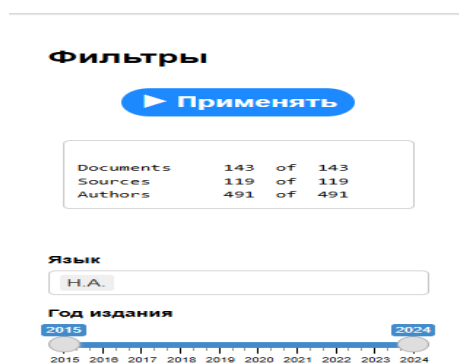 Фильтры
Применять
Documents 143 of 143
Sources 119 of 119
Authors 491 of 491
Язык
Н.А.
Год издания
2015 2024
2015 2016 2017 2018 2019 2020 2021 2022 2023 2024